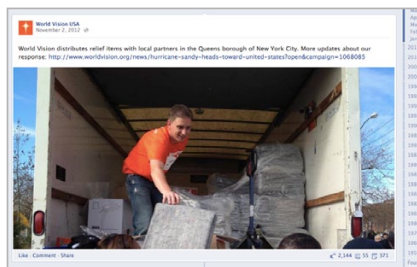 World Vision USA
November 2, 2012
World Vision distributes relief items with local partners in the Queens borough of New York City. More updates about our
response: http://www.worldvision.org/news/hurricane-sandy-heads-toward-united-states?open&campaign=1068085
Like · Comment · Share
2,144 55 371